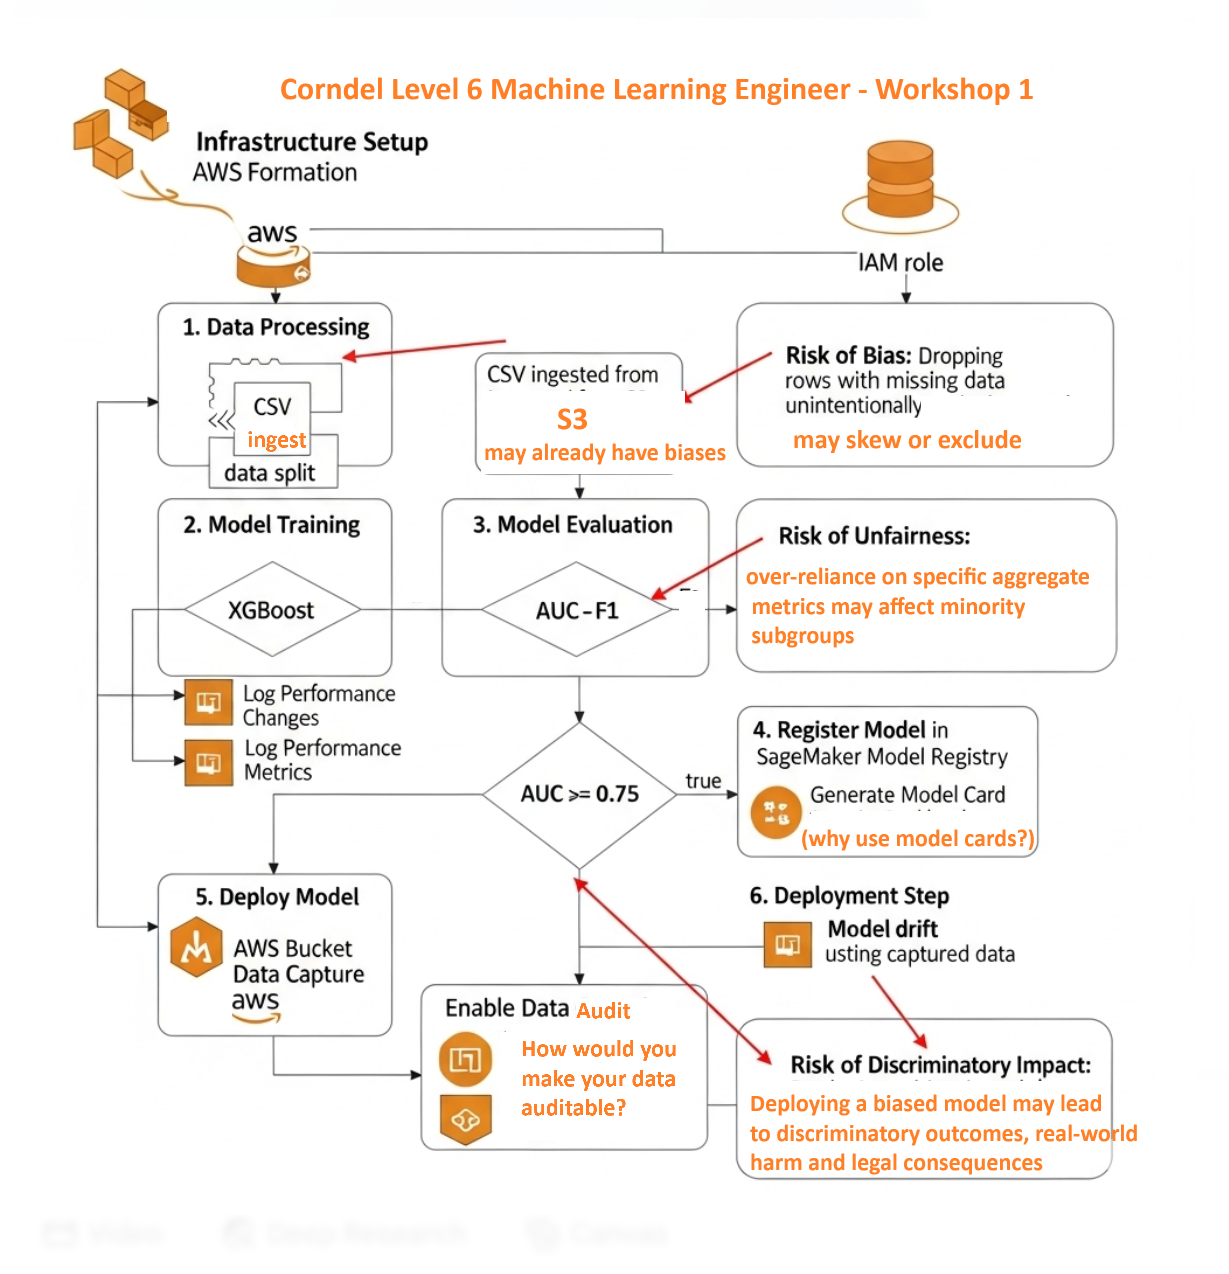 Corndel Level 6 Machine Learning Engineer - Workshop 1
Infrastructure Setup
AWS Formation
aws
IAM role
1. Data Processing
CSV
ingest
data split
CSV ingested from
S3
may already have biases
Risk of Bias: Dropping
rows with missing data
unintentionally
may skew or exclude
2. Model Training
XGBoost
3. Model Evaluation
AUC – F1
Risk of Unfairness:
over-reliance on specific aggregate
metrics may affect minority
subgroups
Log Performance
Changes
Log Performance
Metrics
AUC >= 0.75
true
4. Register Model in
SageMaker Model Registry
Generate Model Card
(why use model cards?)
5. Deploy Model
AWS Bucket
Data Capture
aws
6. Deployment Step
Model drift
usting captured data
Enable Data Audit
How would you
make your data
auditable?
Risk of Discriminatory Impact:
Deploying a biased model may lead
to discriminatory outcomes, real-world
harm and legal consequences
Video
Deep Research
Canvas